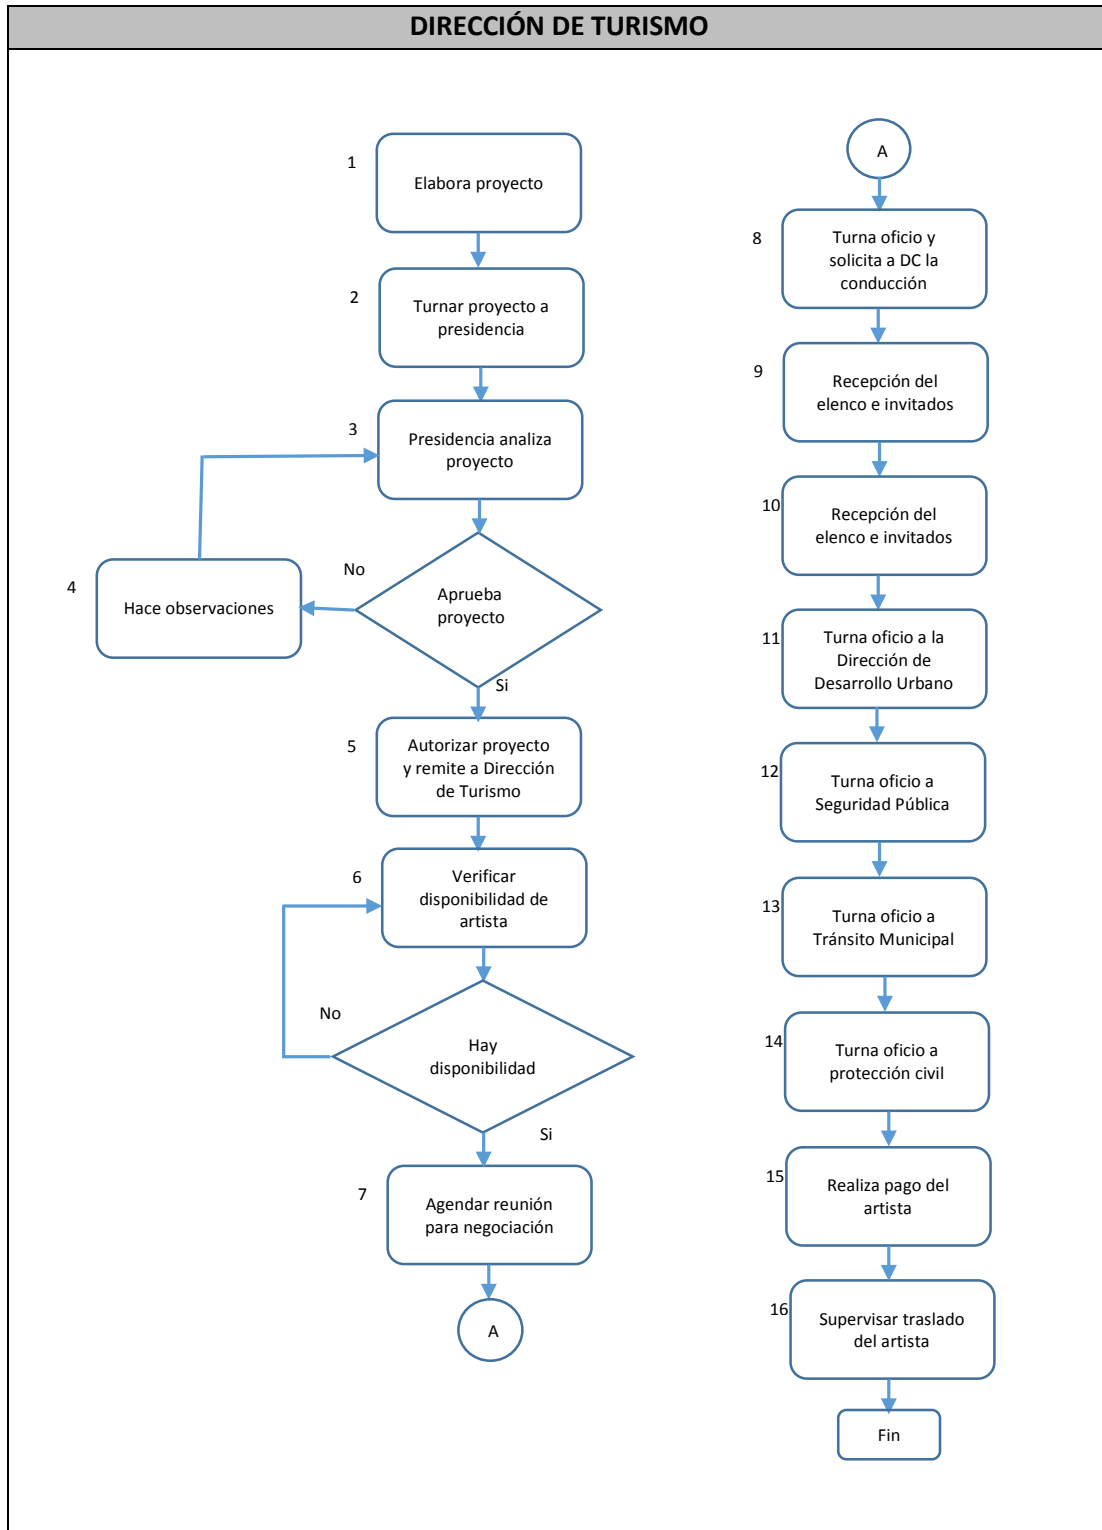 DIRECCIÓN DE TURISMO
1
Elabora proyecto
2
Turnar proyecto a
presidencia
3
Presidencia analiza
proyecto
No
4
Hace observaciones
Aprueba
proyecto
Si
5
Autorizar proyecto
y remite a Dirección
de Turismo
6
Verificar
disponibilidad de
artista
No
Hay
disponibilidad
Si
7
Agendar reunión
para negociación
A
A
8
Turna oficio y
solicita a DC la
conducción
9
Recepción del
elenco e invitados
10
Recepción del
elenco e invitados
11
Turna oficio a la
Dirección de
Desarrollo Urbano
12
Turna oficio a
Seguridad Pública
13
Turna oficio a
Tránsito Municipal
14
Turna oficio a
protección civil
15
Realiza pago del
artista
16
Supervisar traslado
del artista
Fin